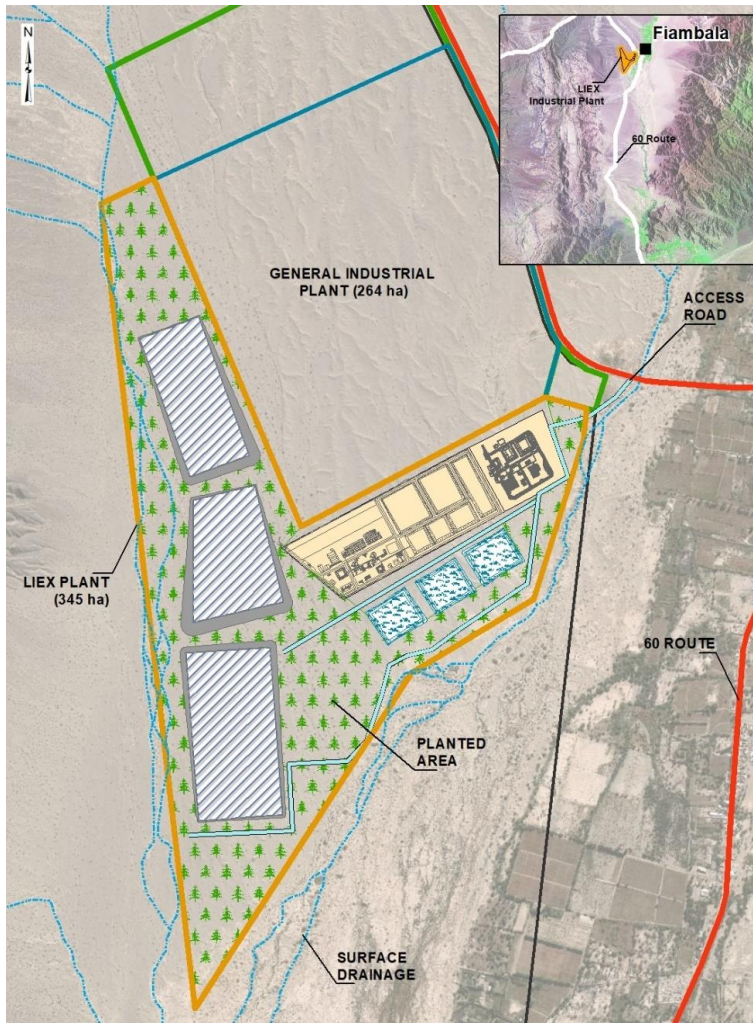 N
Fiambala
LIEX
Industrial Plant
60 Route
GENERAL INDUSTRIAL
PLANT (264 ha)
ACCESS
ROAD
LIEX PLANT
(345 ha)
60 ROUTE
PLANTED
AREA
SURFACE
DRAINAGE